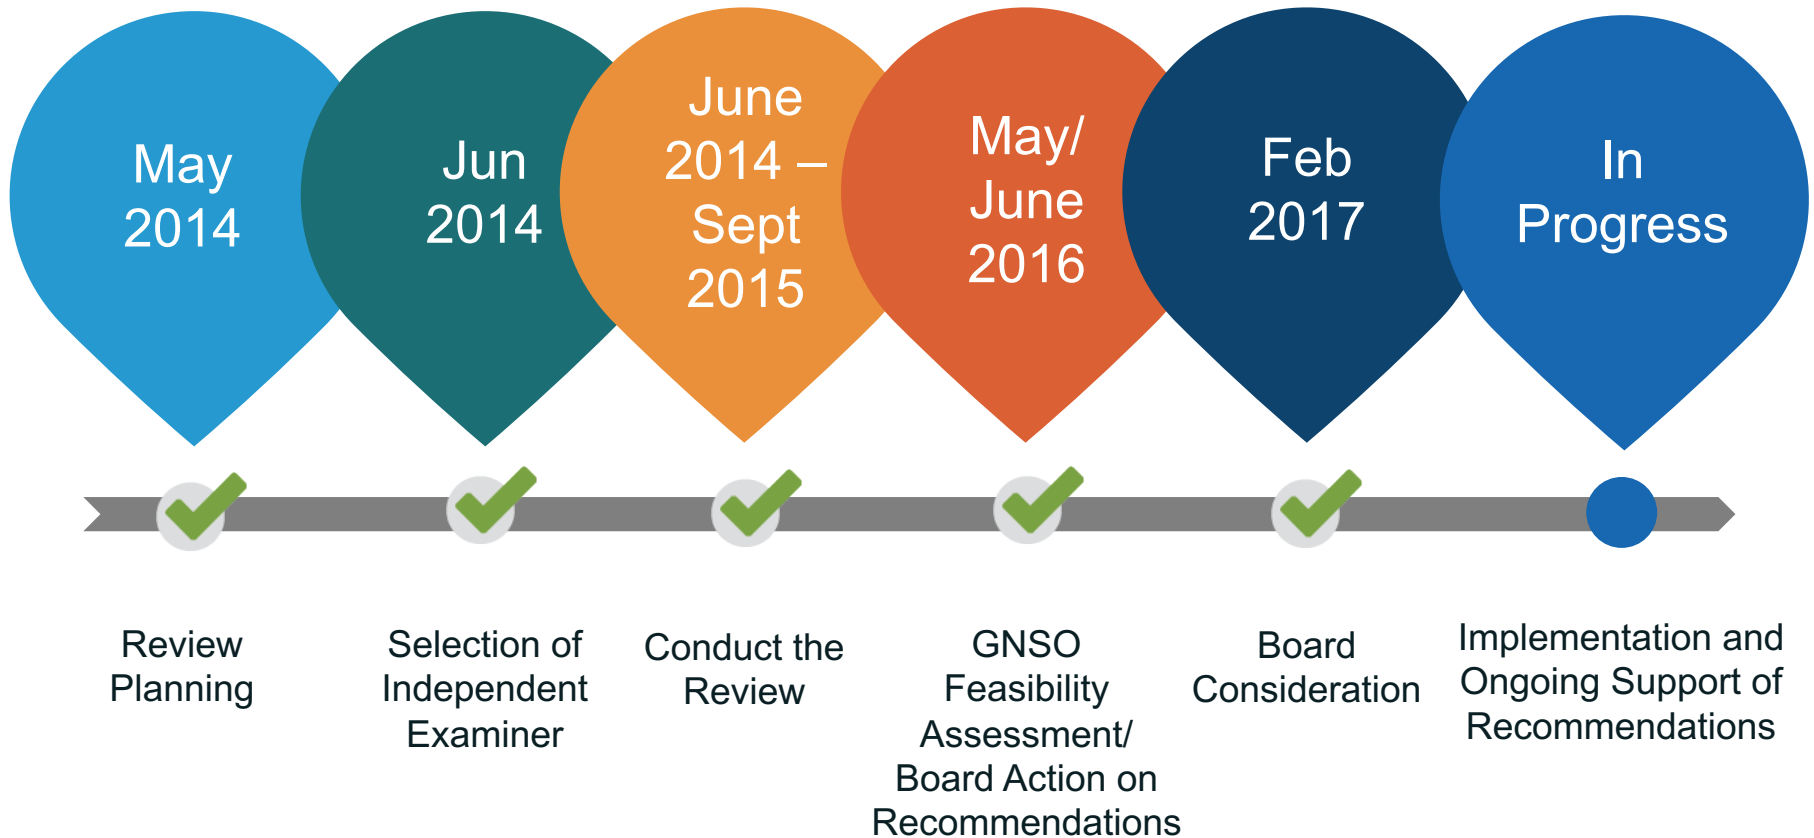 May
2014
Jun
2014
June
2014 –
Sept
2015
May/
June
2016
Feb
2017
In
Progress
Review
Planning
Selection of
Independent
Examiner
Conduct the
Review
GNSO
Feasibility
Assessment/
Board Action on
Recommendations
Board
Consideration
Implementation and
Ongoing Support of
Recommendations